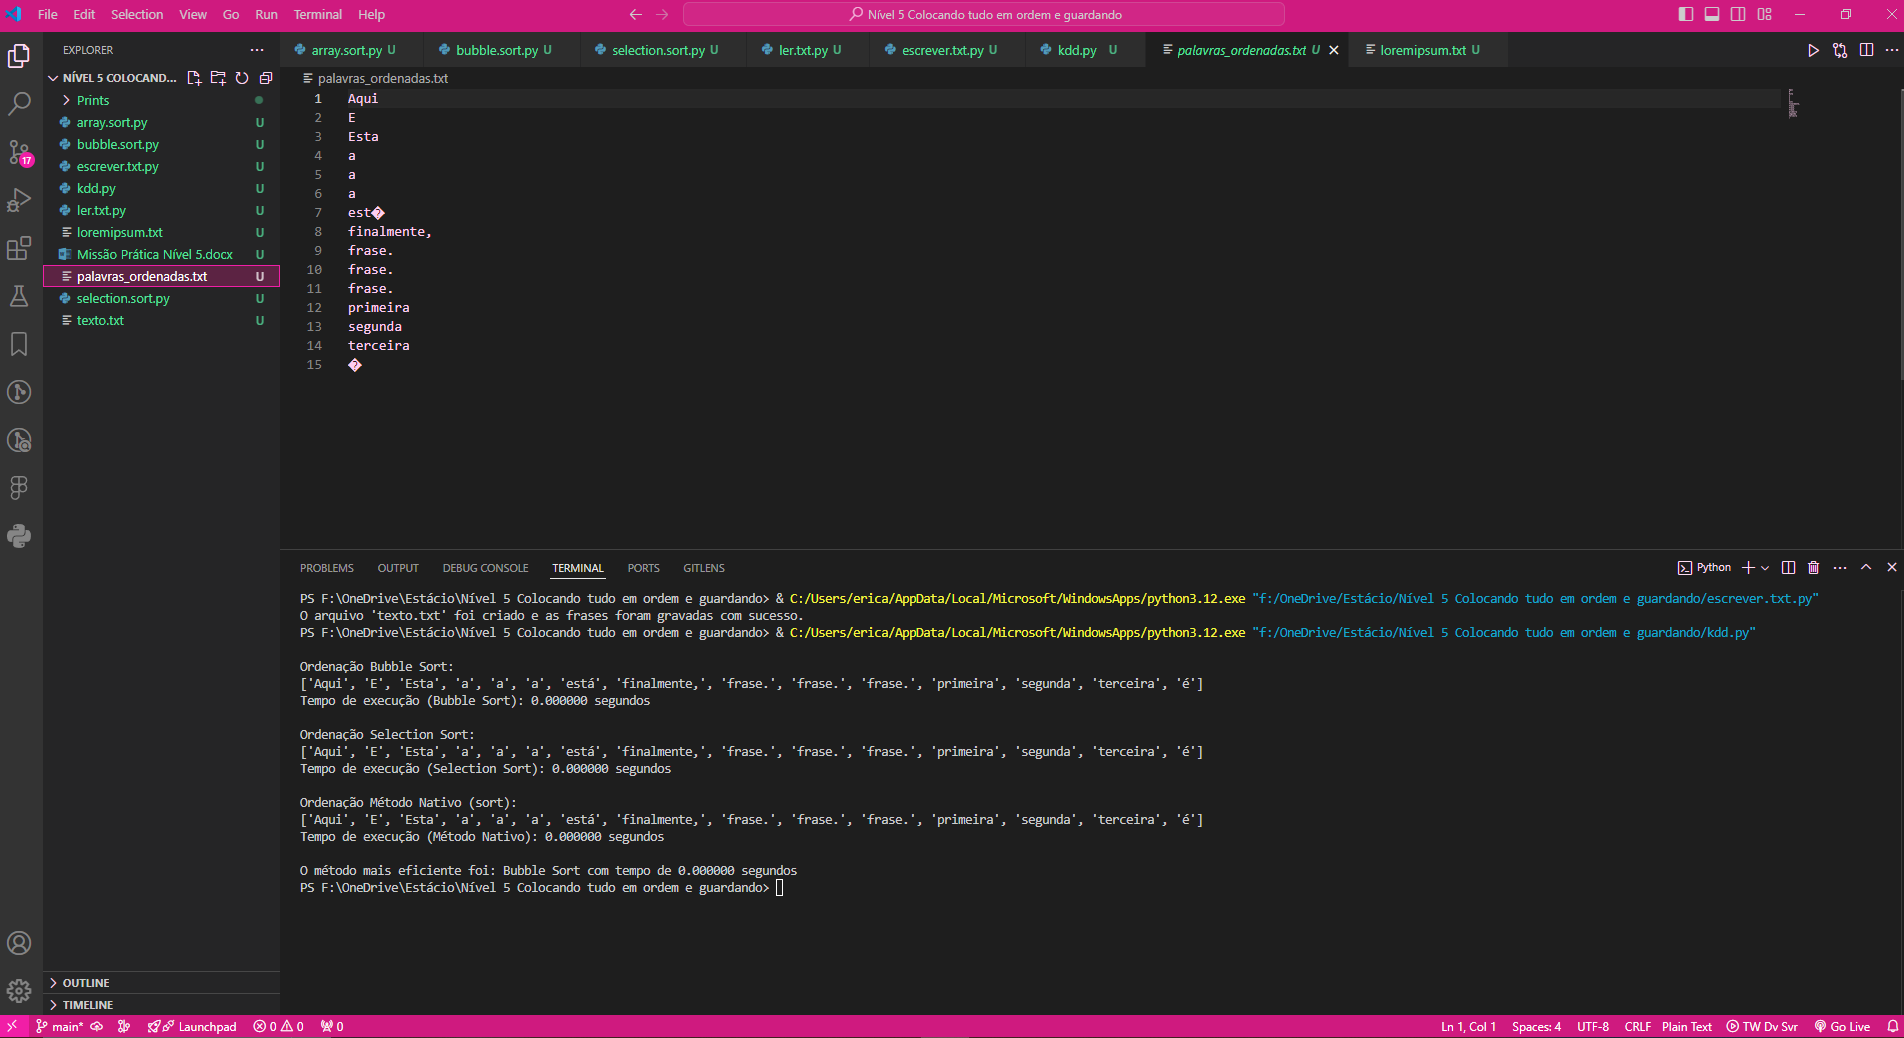 File Edit Selection View Go Run Terminal Help
Nível 5 Colocando tudo em ordem e guardando
EXPLORER
NÍVEL 5 COLOCAND...
Prints
array.sort.py U
bubble.sort.py U
escrever.txt.py U
kdd.py U
ler.txt.py U
loremipsum.txt U
Missão Prática Nível 5.docx U
palavras_ordenadas.txt U
selection.sort.py U
texto.txt U
17
OUTLINE
TIMELINE
array.sort.py U bubble.sort.py U selection.sort.py U ler.txt.py U escrever.txt.py U kdd.py U palavras_ordenadas.txt U loremipsum.txt U
palavras_ordenadas.txt
1 Aqui
2 E
3 Esta
4 a
5 a
6 a
7 est�
8 finalmente,
9 frase.
10 frase.
11 frase.
12 primeira
13 segunda
14 terceira
15 �
PROBLEMS OUTPUT DEBUG CONSOLE TERMINAL PORTS GITLENS
Python
PS F:\OneDrive\Estácio\Nível 5 Colocando tudo em ordem e guardando> & C:/Users/erica/AppData/Local/Microsoft/WindowsApps/python3.12.exe "f:/OneDrive/Estácio/Nível 5 Colocando tudo em ordem e guardando/escrever.txt.py"
O arquivo 'texto.txt' foi criado e as frases foram gravadas com sucesso.
PS F:\OneDrive\Estácio\Nível 5 Colocando tudo em ordem e guardando> & C:/Users/erica/AppData/Local/Microsoft/WindowsApps/python3.12.exe "f:/OneDrive/Estácio/Nível 5 Colocando tudo em ordem e guardando/kdd.py"
Ordenação Bubble Sort:
['Aqui', 'E', 'Esta', 'a', 'a', 'a', 'está', 'finalmente,', 'frase.', 'frase.', 'frase.', 'primeira', 'segunda', 'terceira', 'é']
Tempo de execução (Bubble Sort): 0.000000 segundos
Ordenação Selection Sort:
['Aqui', 'E', 'Esta', 'a', 'a', 'a', 'está', 'finalmente,', 'frase.', 'frase.', 'frase.', 'primeira', 'segunda', 'terceira', 'é']
Tempo de execução (Selection Sort): 0.000000 segundos
Ordenação Método Nativo (sort):
['Aqui', 'E', 'Esta', 'a', 'a', 'a', 'está', 'finalmente,', 'frase.', 'frase.', 'frase.', 'primeira', 'segunda', 'terceira', 'é']
Tempo de execução (Método Nativo): 0.000000 segundos
O método mais eficiente foi: Bubble Sort com tempo de 0.000000 segundos
PS F:\OneDrive\Estácio\Nível 5 Colocando tudo em ordem e guardando>
main* Launchpad 0 0 0 Ln 1, Col 1 Spaces: 4 UTF-8 CRLF Plain Text TW Dv Svr Go Live